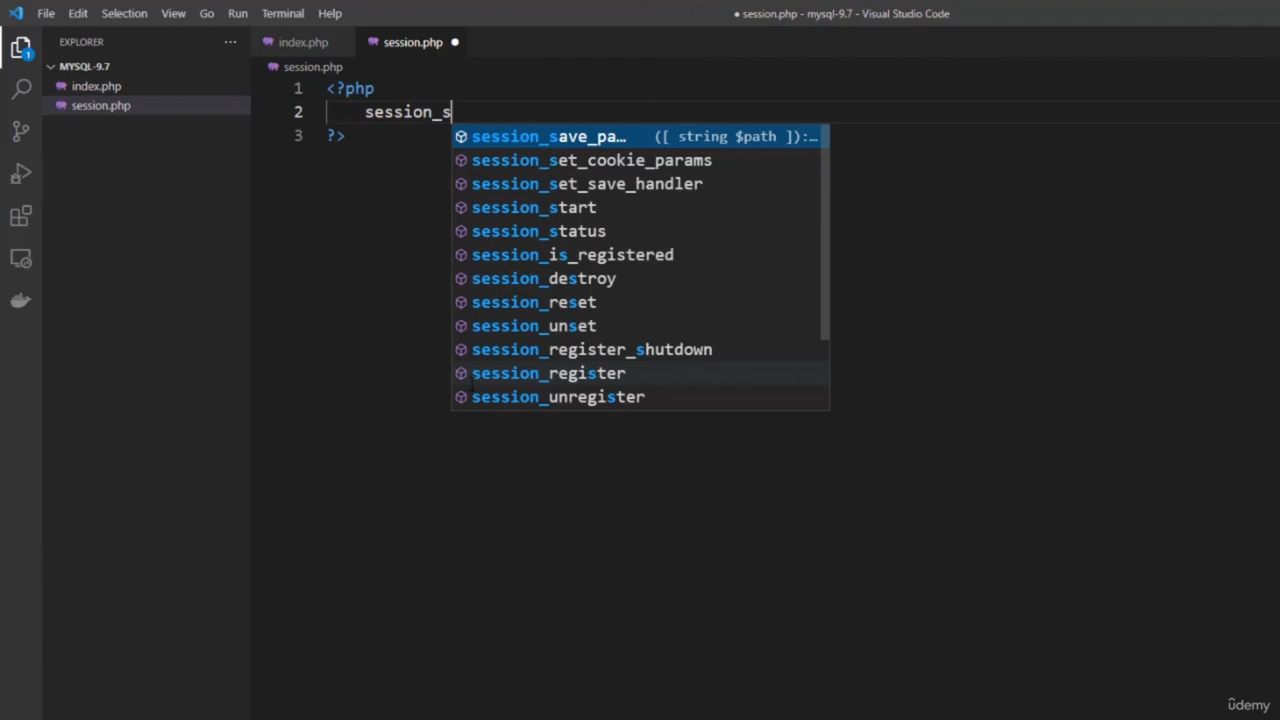 File Edit Selection View Go Run Terminal Help
● session.php - mysql-9.7 - Visual Studio Code
EXPLORER ...
MYSQL-9.7
index.php
session.php
1
index.php session.php ●
session.php
1 <?php
2 session_s
3 ?>
session_save_pa... ([ string $path ]):...
session_set_cookie_params
session_set_save_handler
session_start
session_status
session_is_registered
session_destroy
session_reset
session_unset
session_register_shutdown
session_register
session_unregister
ûdemy